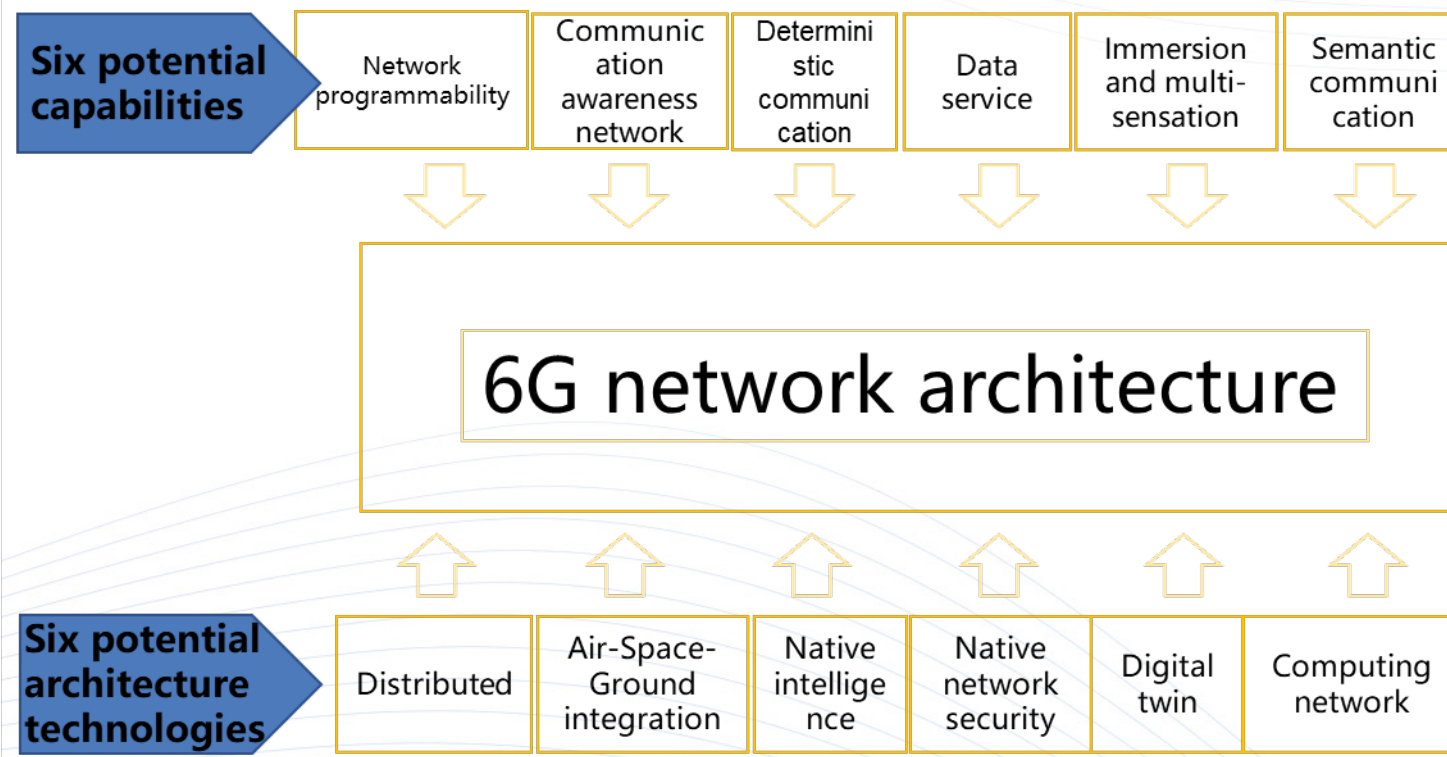 Six potential
capabilities
Network
programmability
Communic
ation
awareness
network
Determini
stic
communi
cation
Data
service
Immersion
and multi-
sensation
Semantic
communi
cation
6G network architecture
Six potential
architecture
technologies
Distributed
Air-Space-
Ground
integration
Native
intellige
nce
Native
network
security
Digital
twin
Computing
network